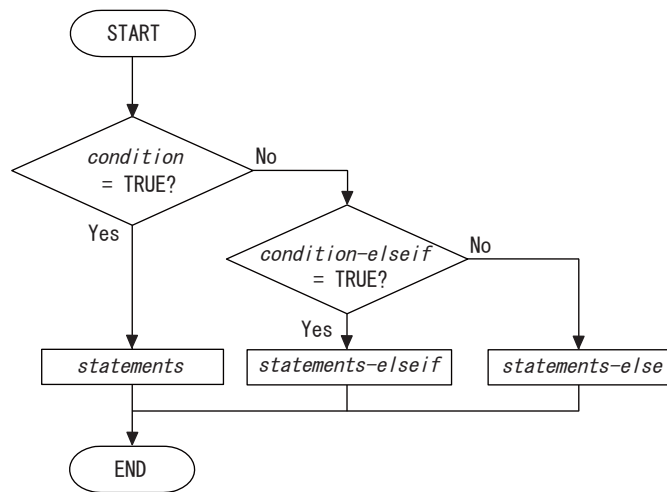 START
condition
= TRUE?
No
Yes
condition-elseif
= TRUE?
No
Yes
statements
statements-elseif
statements-else
END